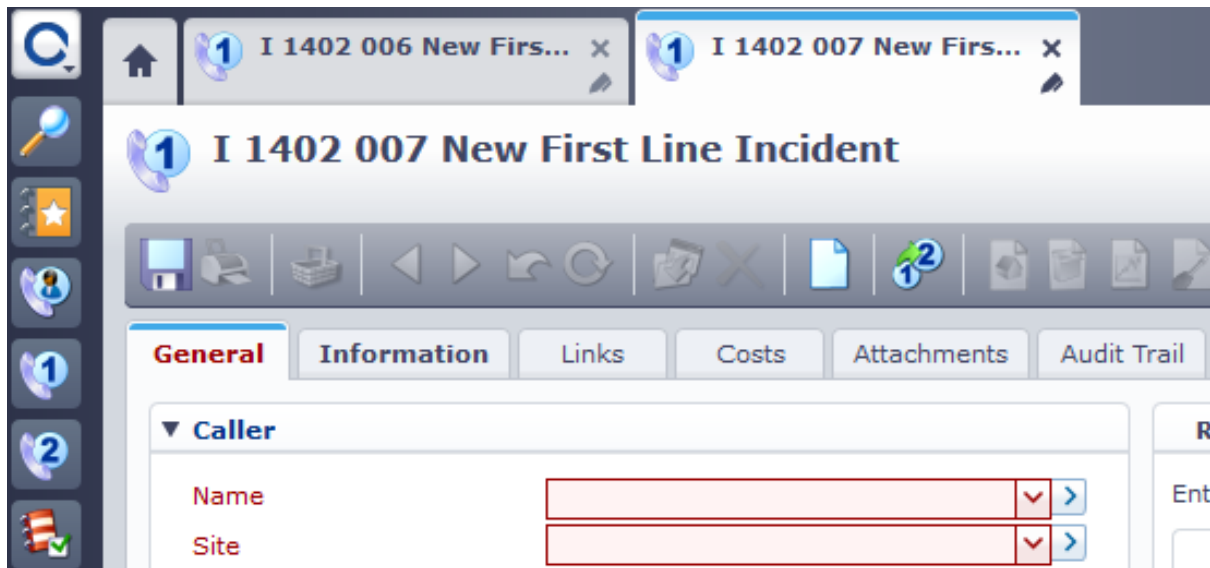 I 1402 006 New Firs...
I 1402 007 New Firs...
I 1402 007 New First Line Incident
General Information Links Costs Attachments Audit Trail
Caller
R
Name
Ent
Site